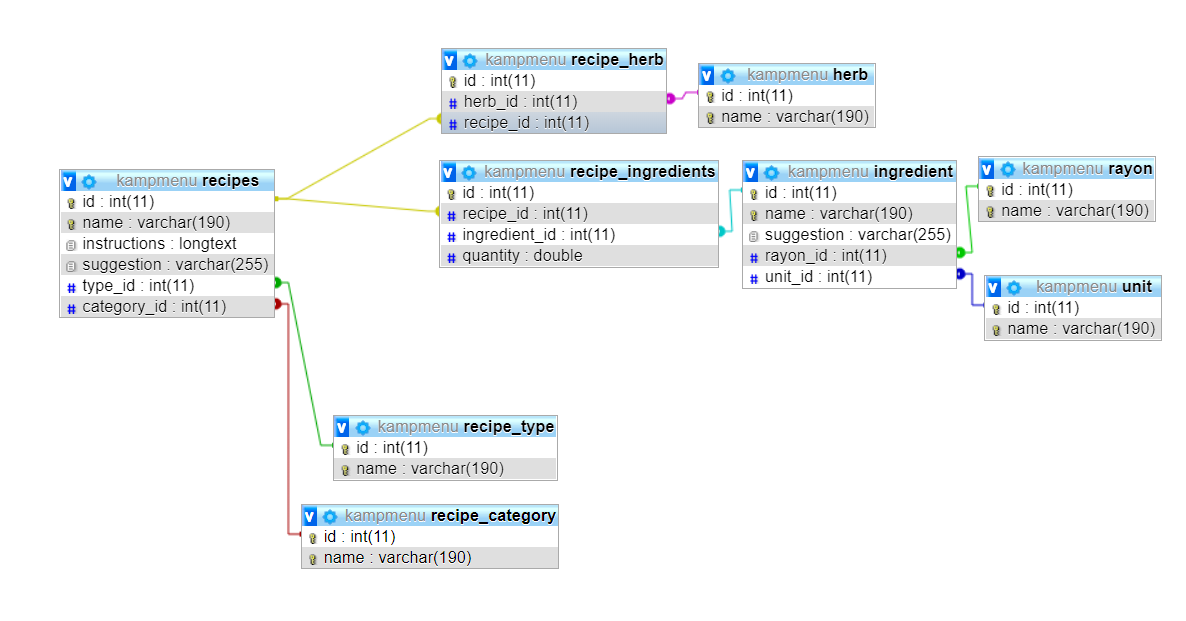 kampmenu recipe_herb
id : int(11)
herb_id : int(11)
recipe_id : int(11)
kampmenu herb
id : int(11)
name : varchar(190)
kampmenu recipes
id : int(11)
name : varchar(190)
instructions : longtext
suggestion : varchar(255)
type_id : int(11)
category_id : int(11)
kampmenu recipe_ingredients
id : int(11)
recipe_id : int(11)
ingredient_id : int(11)
quantity : double
kampmenu ingredient
id : int(11)
name : varchar(190)
suggestion : varchar(255)
rayon_id : int(11)
unit_id : int(11)
kampmenu rayon
id : int(11)
name : varchar(190)
kampmenu unit
id : int(11)
name : varchar(190)
kampmenu recipe_type
id : int(11)
name : varchar(190)
kampmenu recipe_category
id : int(11)
name : varchar(190)